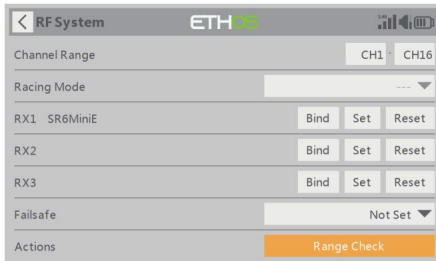 RF System ETHOS
Channel Range CH1 - CH16
Racing Mode ---
RX1 SR6MiniE Bind Set Reset
RX2 Bind Set Reset
RX3 Bind Set Reset
Failsafe Not Set
Actions Range Check